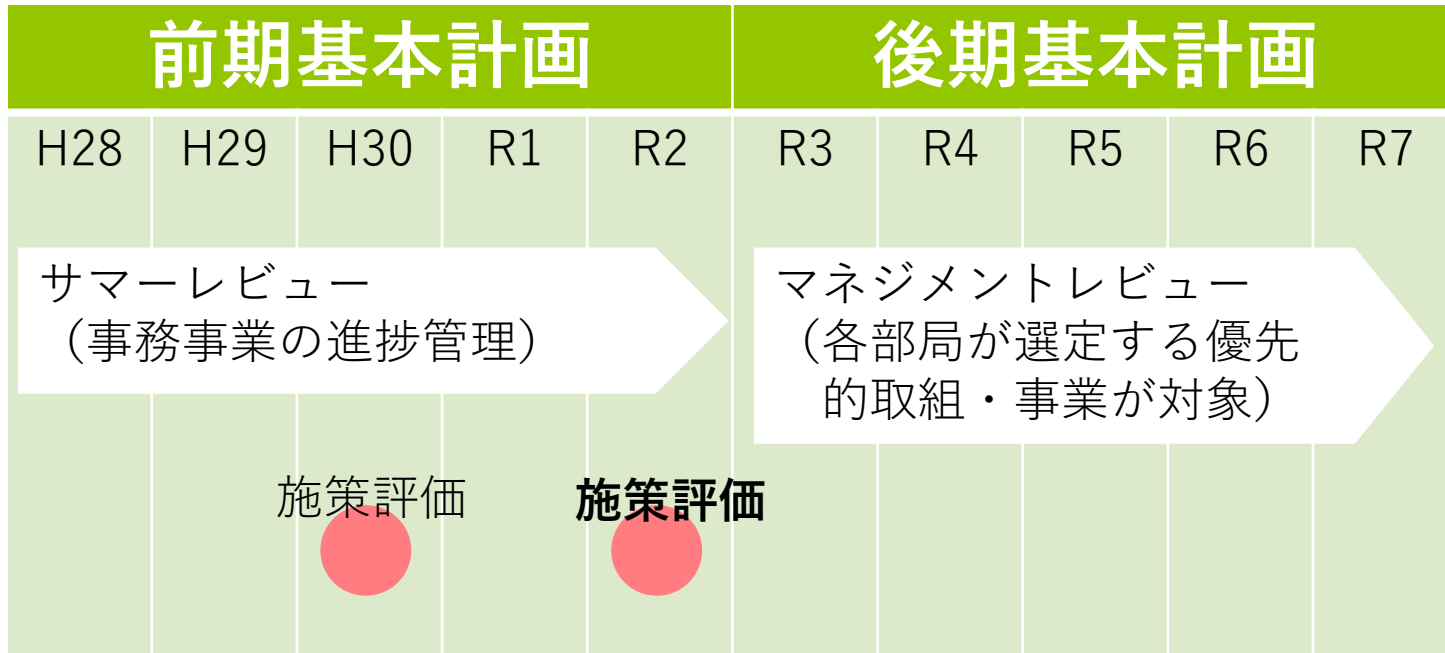 前期基本計画 後期基本計画
H28 H29 H30 R1 R2 R3 R4 R5 R6 R7
サマーレビュー
（事務事業の進捗管理）
マネジメントレビュー
（各部局が選定する優先
的取組・事業が対象）
施策評価 施策評価